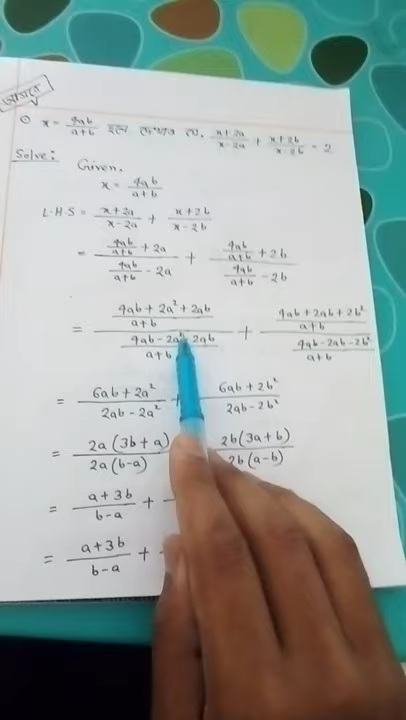 ① x = 4ab/a+b হলে দেখাও যে, x+2a/x-2a + x+2b/x-2b = 2
Solve:
Given,
x = 4ab/a+b
L.H.S = x+2a/x-2a + x+2b/x-2b
= (4ab/a+b + 2a)/(4ab/a+b - 2a) + (4ab/a+b + 2b)/(4ab/a+b - 2b)
= (4ab + 2a² + 2ab/a+b)/(4ab - 2a² - 2ab/a+b) + (4ab + 2ab + 2b²/a+b)/(4ab - 2ab - 2b²/a+b)
= 6ab + 2a²/2ab - 2a² + 6ab + 2b²/2ab - 2b²
= 2a(3b+a)/2a(b-a) 2b(3a+b)/2b(a-b)
= a+3b/b-a +
= a+3b/b-a +